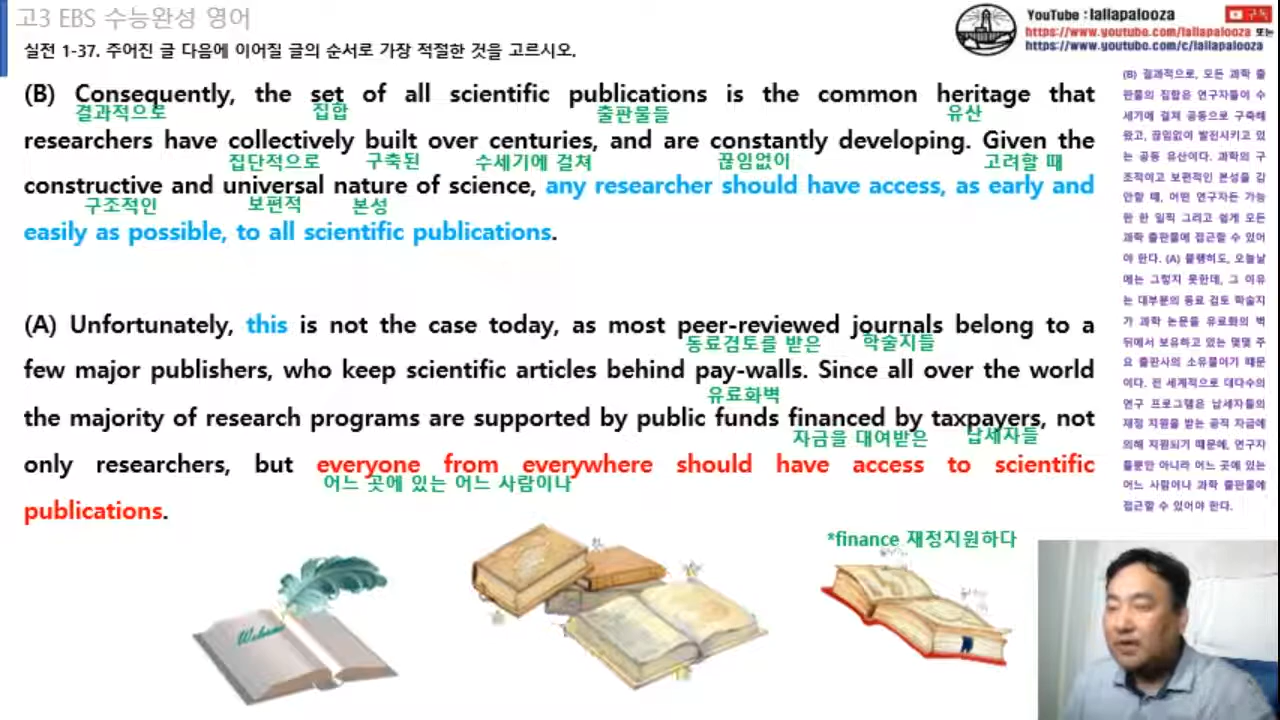 고3 EBS 수능완성 영어
실전 1-37. 주어진 글 다음에 이어질 글의 순서로 가장 적절한 것을 고르시오.
YouTube : lallapalooza
구독
https://www.youtube.com/lallapalooza 또는
https://www.youtube.com/c/lallapalooza
(B) Consequently, the set of all scientific publications is the common heritage that
결과적으로 집합 출판물들 유산
researchers have collectively built over centuries, and are constantly developing. Given the
집단적으로 구축된 수세기에 걸쳐 끊임없이 고려할 때
constructive and universal nature of science, any researcher should have access, as early and
구조적인 보편적 본성
easily as possible, to all scientific publications.
(A) Unfortunately, this is not the case today, as most peer-reviewed journals belong to a
동료검토를 받은 학술지들
few major publishers, who keep scientific articles behind pay-walls. Since all over the world
유료화벽
the majority of research programs are supported by public funds financed by taxpayers, not
자금을 대여받은 납세자들
only researchers, but everyone from everywhere should have access to scientific
어느 곳에 있는 어느 사람이나
publications.
*finance 재정지원하다
Welcome
(B) 결과적으로, 모든 과학 출
판물의 집합은 연구자들이 수
세기에 걸쳐 공동으로 구축해
왔고, 끊임없이 발전시키고 있
는 공동 유산이다. 과학의 구
조적이고 보편적인 본성을 감
안할 때, 어떤 연구자든 가능
한 한 일찍 그리고 쉽게 모든
과학 출판물에 접근할 수 있어
야 한다. (A) 불행히도, 오늘날
에는 그렇지 못한데, 그 이유
는 대부분의 동료 검토 학술지
가 과학 논문을 유료화의 벽
뒤에서 보유하고 있는 몇몇 주
요 출판사의 소유물이기 때문
이다. 전 세계적으로 대다수의
연구 프로그램은 납세자들의
재정 지원을 받는 공적 자금에
의해 지원되기 때문에, 연구자
들뿐만 아니라 어느 곳에 있는
어느 사람이나 과학 출판물에
접근할 수 있어야 한다.